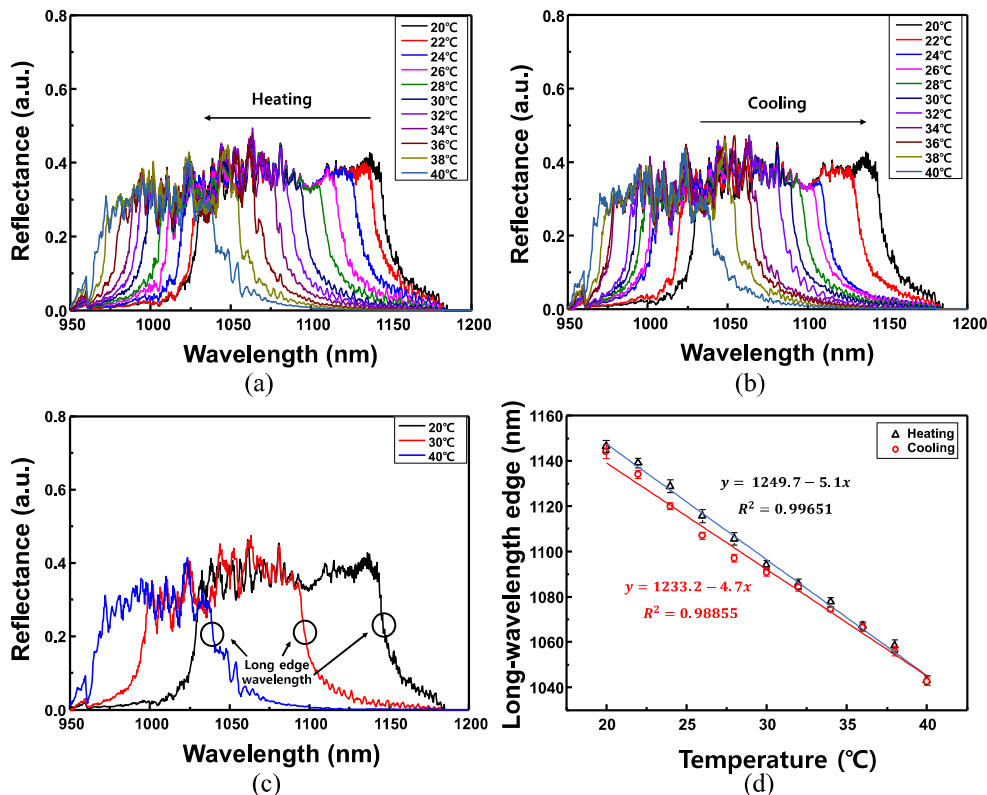 0.8
0.6
0.4
0.2
0.0
Reflectance (a.u.)
Heating
20℃
22℃
24℃
26℃
28℃
30℃
32℃
34℃
36℃
38℃
40℃
950 1000 1050 1100 1150 1200
Wavelength (nm)
(a)
0.8
0.6
0.4
0.2
0.0
Reflectance (a.u.)
Cooling
20℃
22℃
24℃
26℃
28℃
30℃
32℃
34℃
36℃
38℃
40℃
950 1000 1050 1100 1150 1200
Wavelength (nm)
(b)
0.8
0.6
0.4
0.2
0.0
Reflectance (a.u.)
20℃
30℃
40℃
Long edge
wavelength
950 1000 1050 1100 1150 1200
Wavelength (nm)
(c)
1160
1140
1120
1100
1080
1060
1040
Long-wavelength edge (nm)
Heating
Cooling
y = 1249.7−5.1x
R² = 0.99651
y = 1233.2−4.7x
R² = 0.98855
20 25 30 35 40
Temperature (℃)
(d)